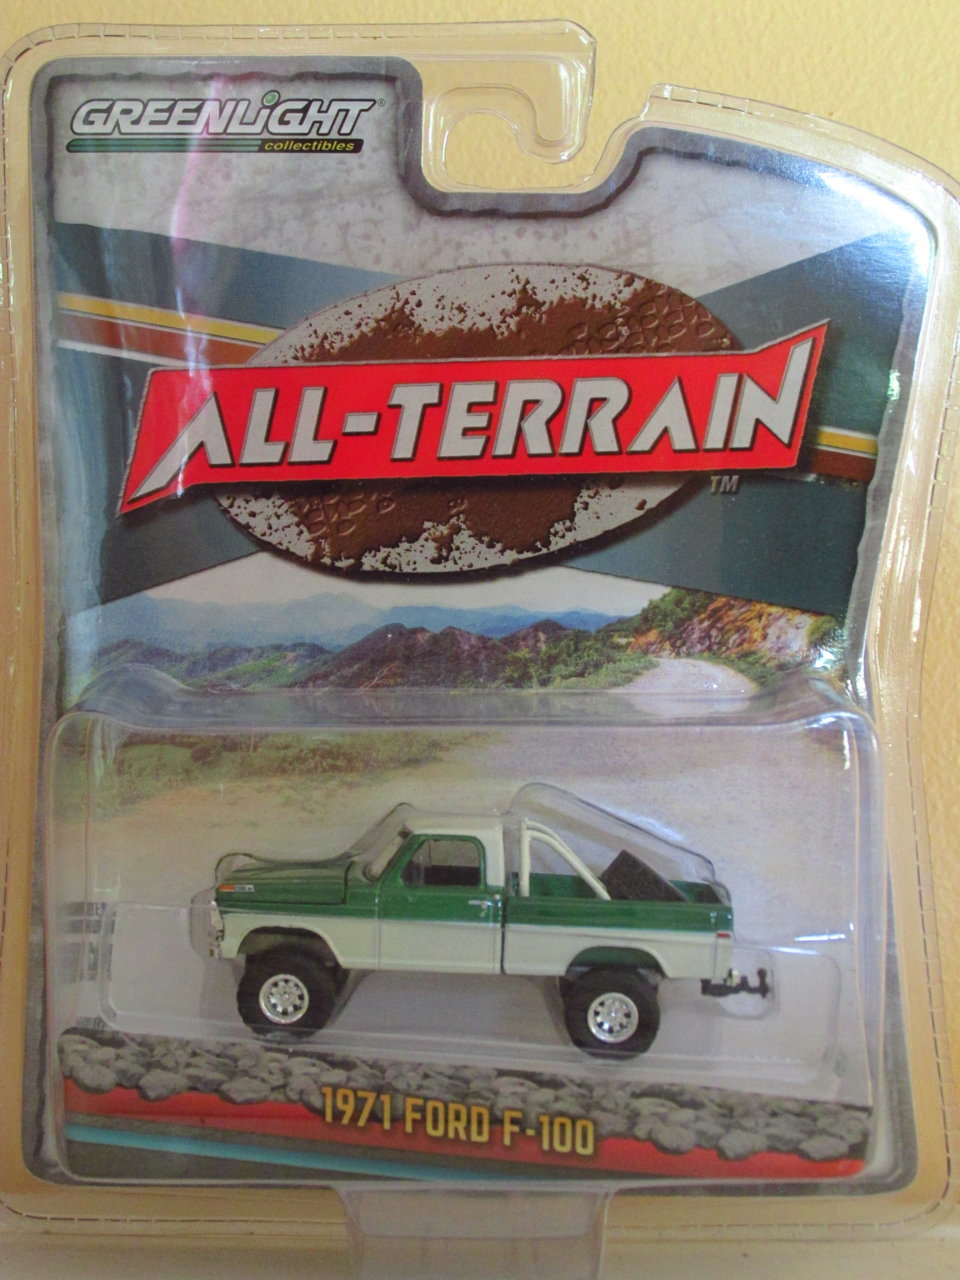 GREENLiGHT®
collectibles
ALL-TERRAIN
TM
1971 FORD F-100